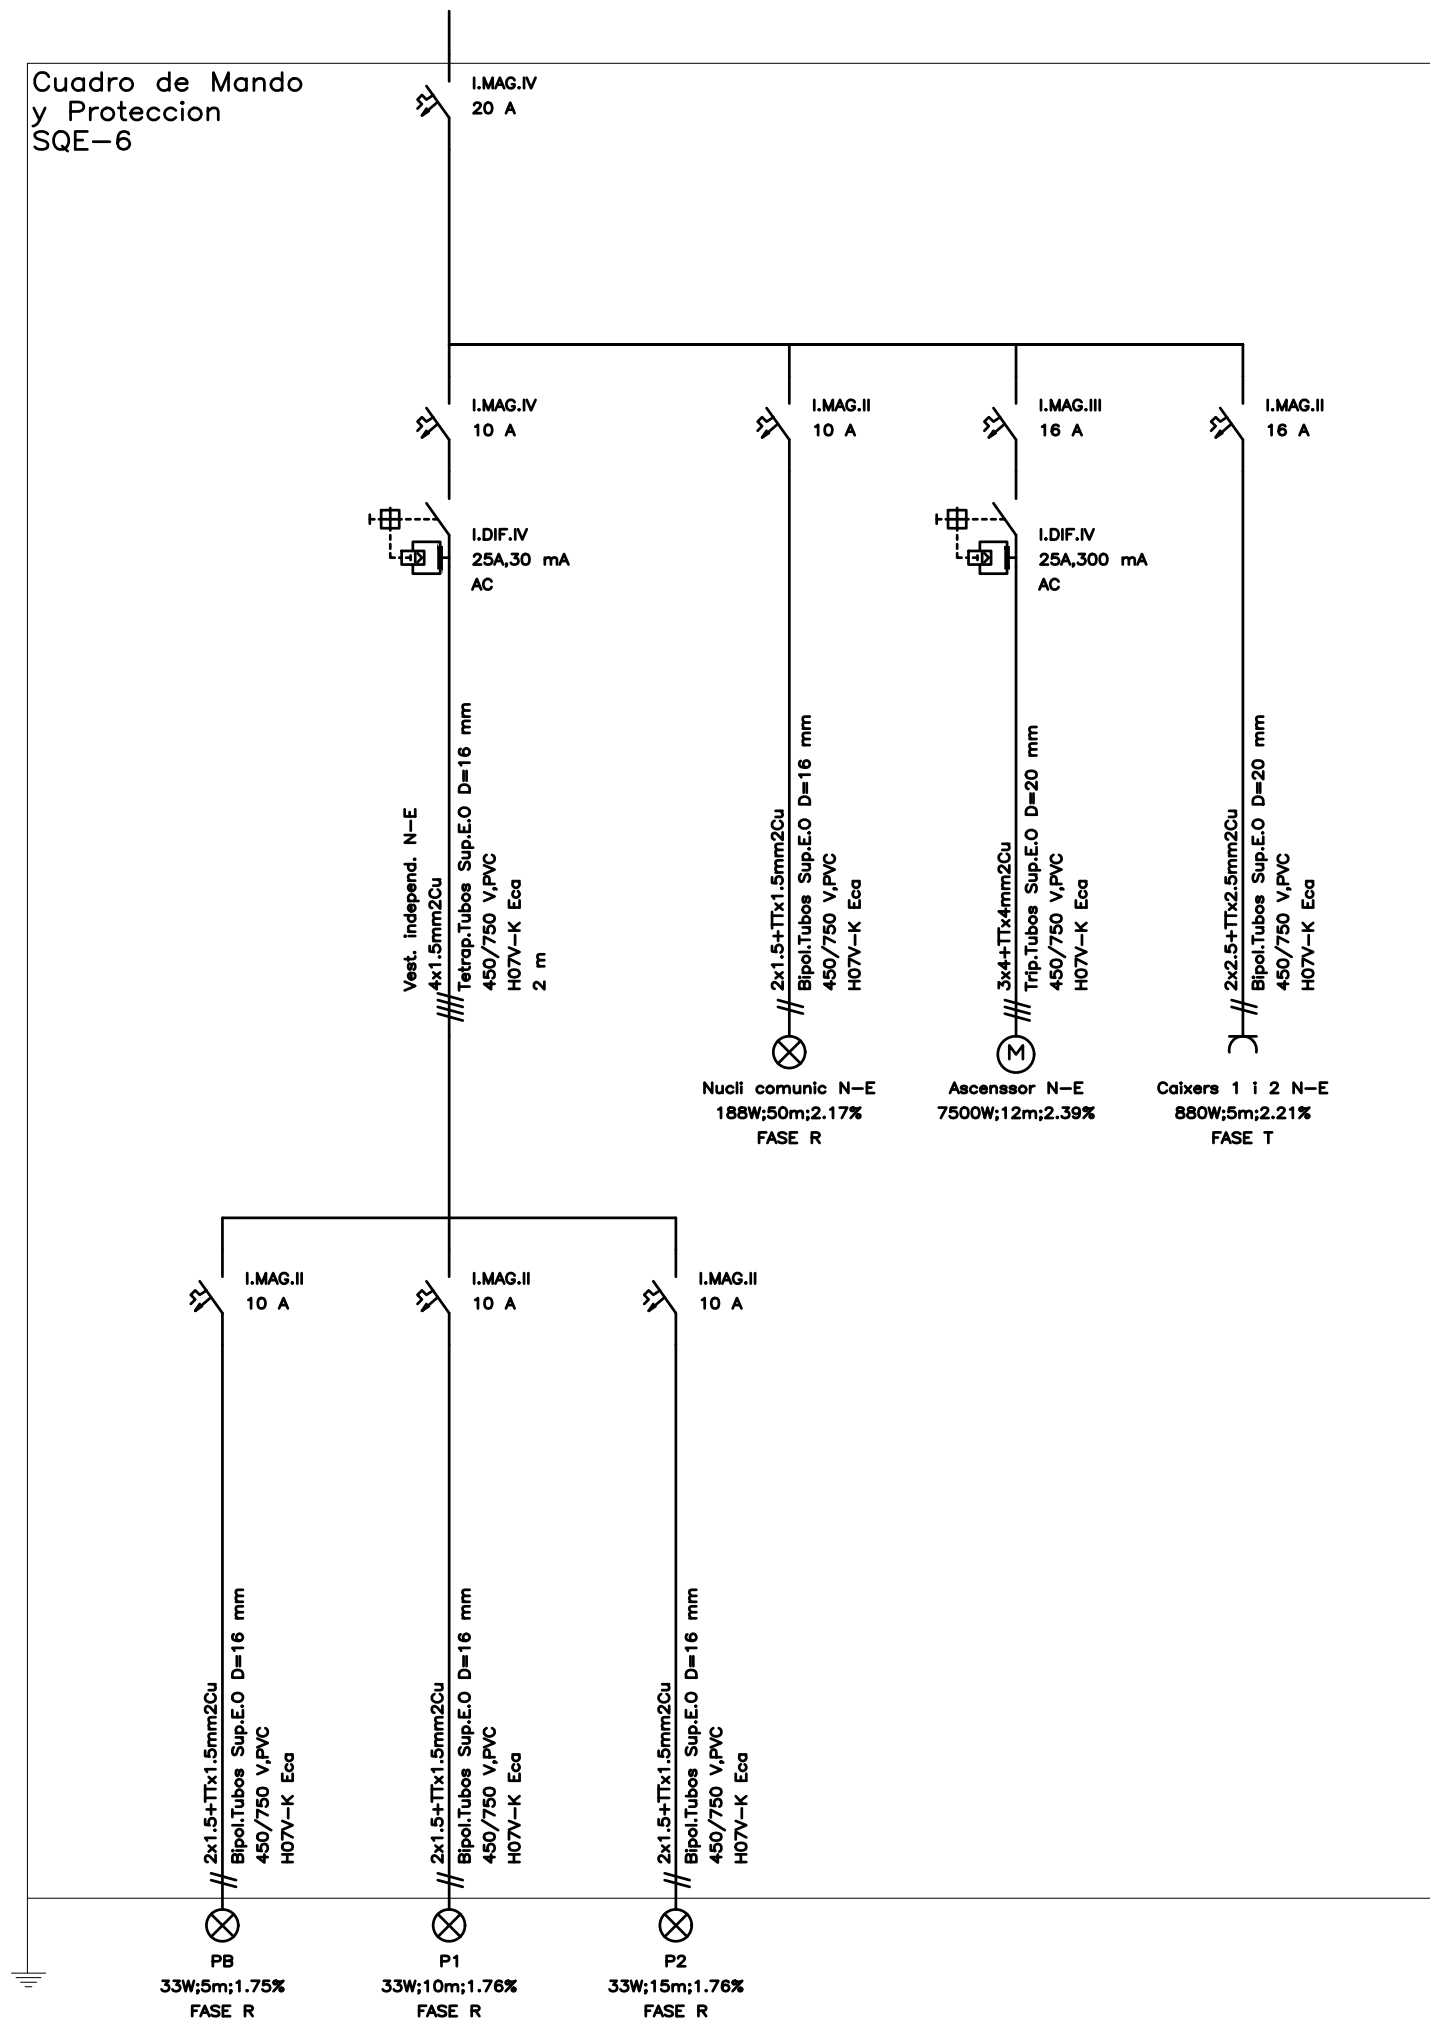 Cuadro de Mando
y Proteccion
SQE-6
I.MAG.IV
20 A
I.MAG.IV
10 A
I.DIF.IV
25A,30 mA
AC
Vest. independ. N-E
4x1.5mm2Cu
Tetrap.Tubos Sup.E.O D=16 mm
450/750 V,PVC
H07V-K Eca
2 m
I.MAG.II
10 A
2x1.5+TTx1.5mm2Cu
Bipol.Tubos Sup.E.O D=16 mm
450/750 V,PVC
H07V-K Eca
Nucli comunic N-E
188W;50m;2.17%
FASE R
I.MAG.III
16 A
I.DIF.IV
25A,300 mA
AC
3x4+TTx4mm2Cu
Trip.Tubos Sup.E.O D=20 mm
450/750 V,PVC
H07V-K Eca
M
Ascenssor N-E
7500W;12m;2.39%
I.MAG.II
16 A
2x2.5+TTx2.5mm2Cu
Bipol.Tubos Sup.E.O D=20 mm
450/750 V,PVC
H07V-K Eca
Caixers 1 i 2 N-E
880W;5m;2.21%
FASE T
I.MAG.II
10 A
2x1.5+TTx1.5mm2Cu
Bipol.Tubos Sup.E.O D=16 mm
450/750 V,PVC
H07V-K Eca
PB
33W;5m;1.75%
FASE R
I.MAG.II
10 A
2x1.5+TTx1.5mm2Cu
Bipol.Tubos Sup.E.O D=16 mm
450/750 V,PVC
H07V-K Eca
P1
33W;10m;1.76%
FASE R
I.MAG.II
10 A
2x1.5+TTx1.5mm2Cu
Bipol.Tubos Sup.E.O D=16 mm
450/750 V,PVC
H07V-K Eca
P2
33W;15m;1.76%
FASE R